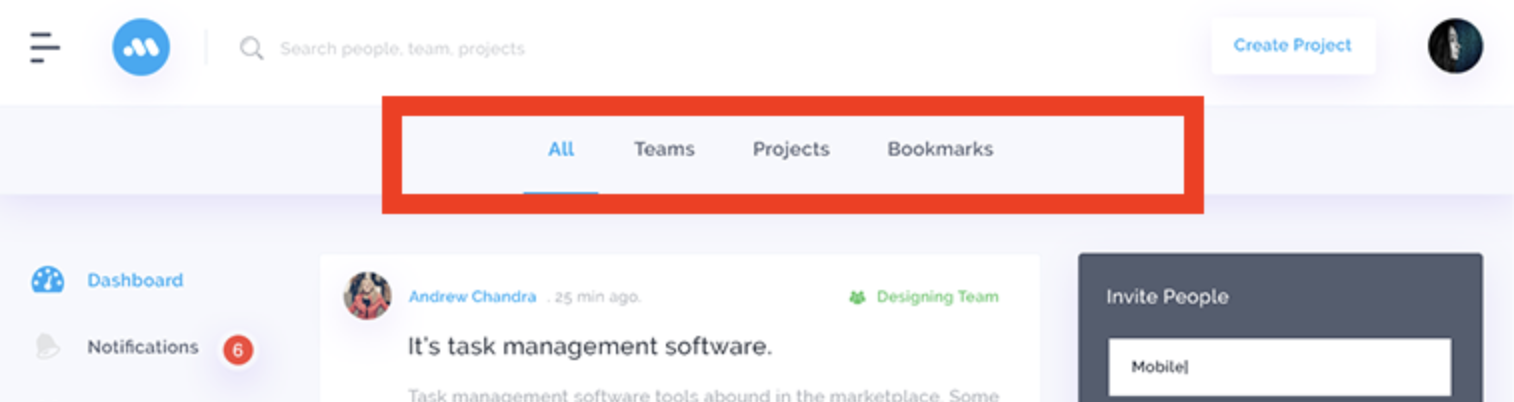 Search people, team, projects
Create Project
All Teams Projects Bookmarks
Dashboard
Notifications 6
Andrew Chandra . 25 min ago.
Designing Team
It's task management software.
Task management software tools abound in the marketplace. Some
Invite People
Mobile